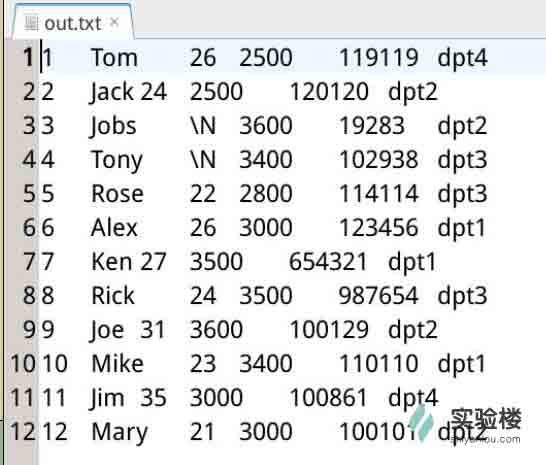 out.txt ×
1 1 Tom 26 2500 119119 dpt4
2 2 Jack 24 2500 120120 dpt2
3 3 Jobs \N 3600 19283 dpt2
4 4 Tony \N 3400 102938 dpt3
5 5 Rose 22 2800 114114 dpt3
6 6 Alex 26 3000 123456 dpt1
7 7 Ken 27 3500 654321 dpt1
8 8 Rick 24 3500 987654 dpt3
9 9 Joe 31 3600 100129 dpt2
10 10 Mike 23 3400 110110 dpt1
11 11 Jim 35 3000 100861 dpt4
12 12 Mary 21 3000 100101 dpt2
实验楼
shiyanlou.com